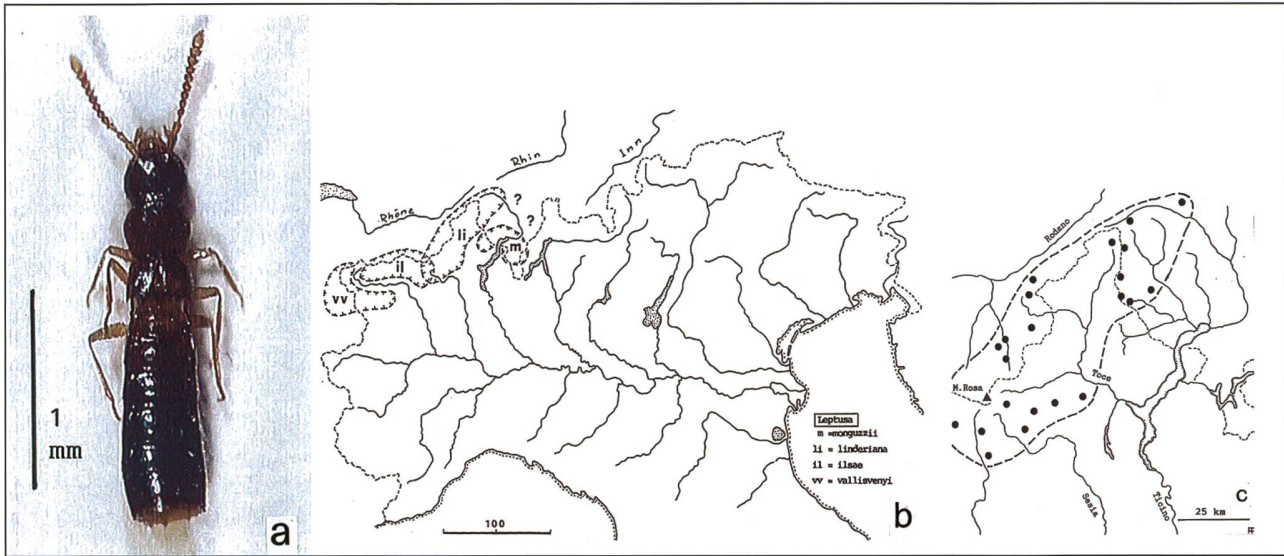 1
mm
a
Rhin
Inn
Rhône
?
?
li
m
il
vv
Leptusa
m =monguzzii
li = linderiana
il = ilsae
vv = vallisvenyi
100
b
Rodano
M.Rosa
Toce
Sesia
Ticino
c
25 km